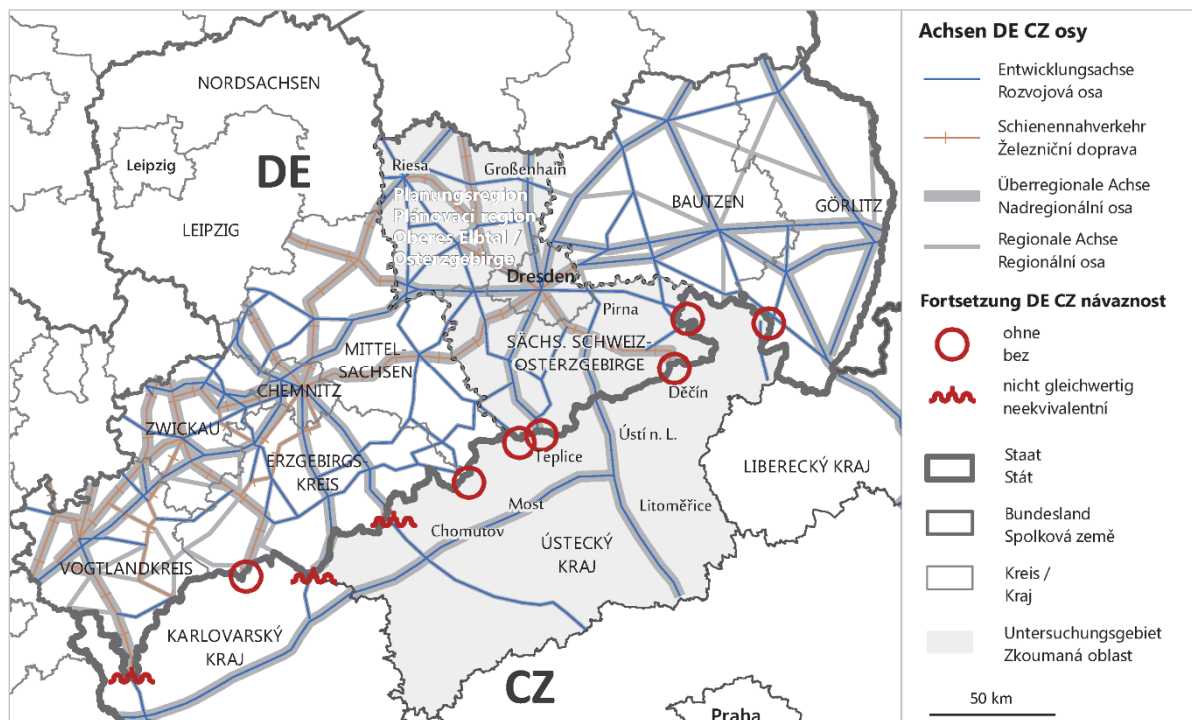 NORDSACHSEN
Leipzig
DE
LEIPZIG
Riesa
Großenhain
Planungsregion
Plánovací region
Oberes Elbtal /
Osterzgebirge
BAUTZEN
GÖRLITZ
Dresden
Pirna
SÄCHS. SCHWEIZ-
OSTERZGEBIRGE
MITTEL-
SACHSEN
CHEMNITZ
ZWICKAU
ERZGEBIRGS-
KREIS
VOGTLANDKREIS
Děčín
Ústí n. L.
Teplice
LIBERECKÝ KRAJ
Most
Litoměřice
Chomutov
ÚSTECKÝ
KRAJ
KARLOVARSKÝ
KRAJ
CZ
Praha
Achsen DE CZ osy
Entwicklungsachse
Rozvojová osa
Schienennahverkehr
Železniční doprava
Überregionale Achse
Nadregionální osa
Regionale Achse
Regionální osa
Fortsetzung DE CZ návaznost
ohne
bez
nicht gleichwertig
neekvivalentní
Staat
Stát
Bundesland
Spolková země
Kreis /
Kraj
Untersuchungsgebiet
Zkoumaná oblast
50 km